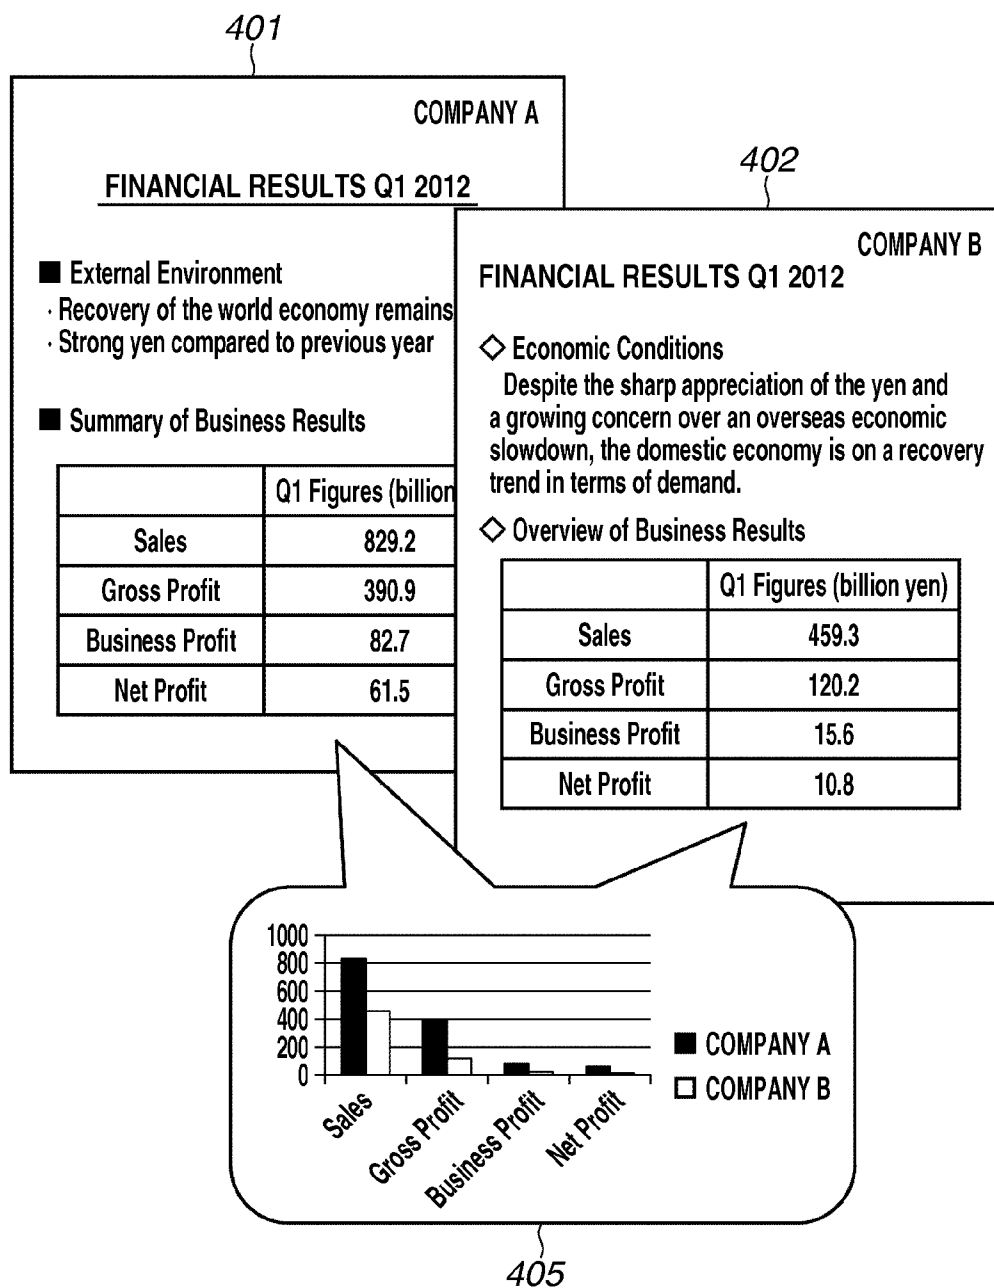 401
COMPANY A
FINANCIAL RESULTS Q1 2012
■ External Environment
· Recovery of the world economy remains
· Strong yen compared to previous year
■ Summary of Business Results
Q1 Figures (billion
Sales 829.2
Gross Profit 390.9
Business Profit 82.7
Net Profit 61.5
402
COMPANY B
FINANCIAL RESULTS Q1 2012
◇ Economic Conditions
Despite the sharp appreciation of the yen and
a growing concern over an overseas economic
slowdown, the domestic economy is on a recovery
trend in terms of demand.
◇ Overview of Business Results
Q1 Figures (billion yen)
Sales 459.3
Gross Profit 120.2
Business Profit 15.6
Net Profit 10.8
1000
800
600
400
200
0
Sales
Gross Profit
Business Profit
Net Profit
COMPANY A
COMPANY B
405